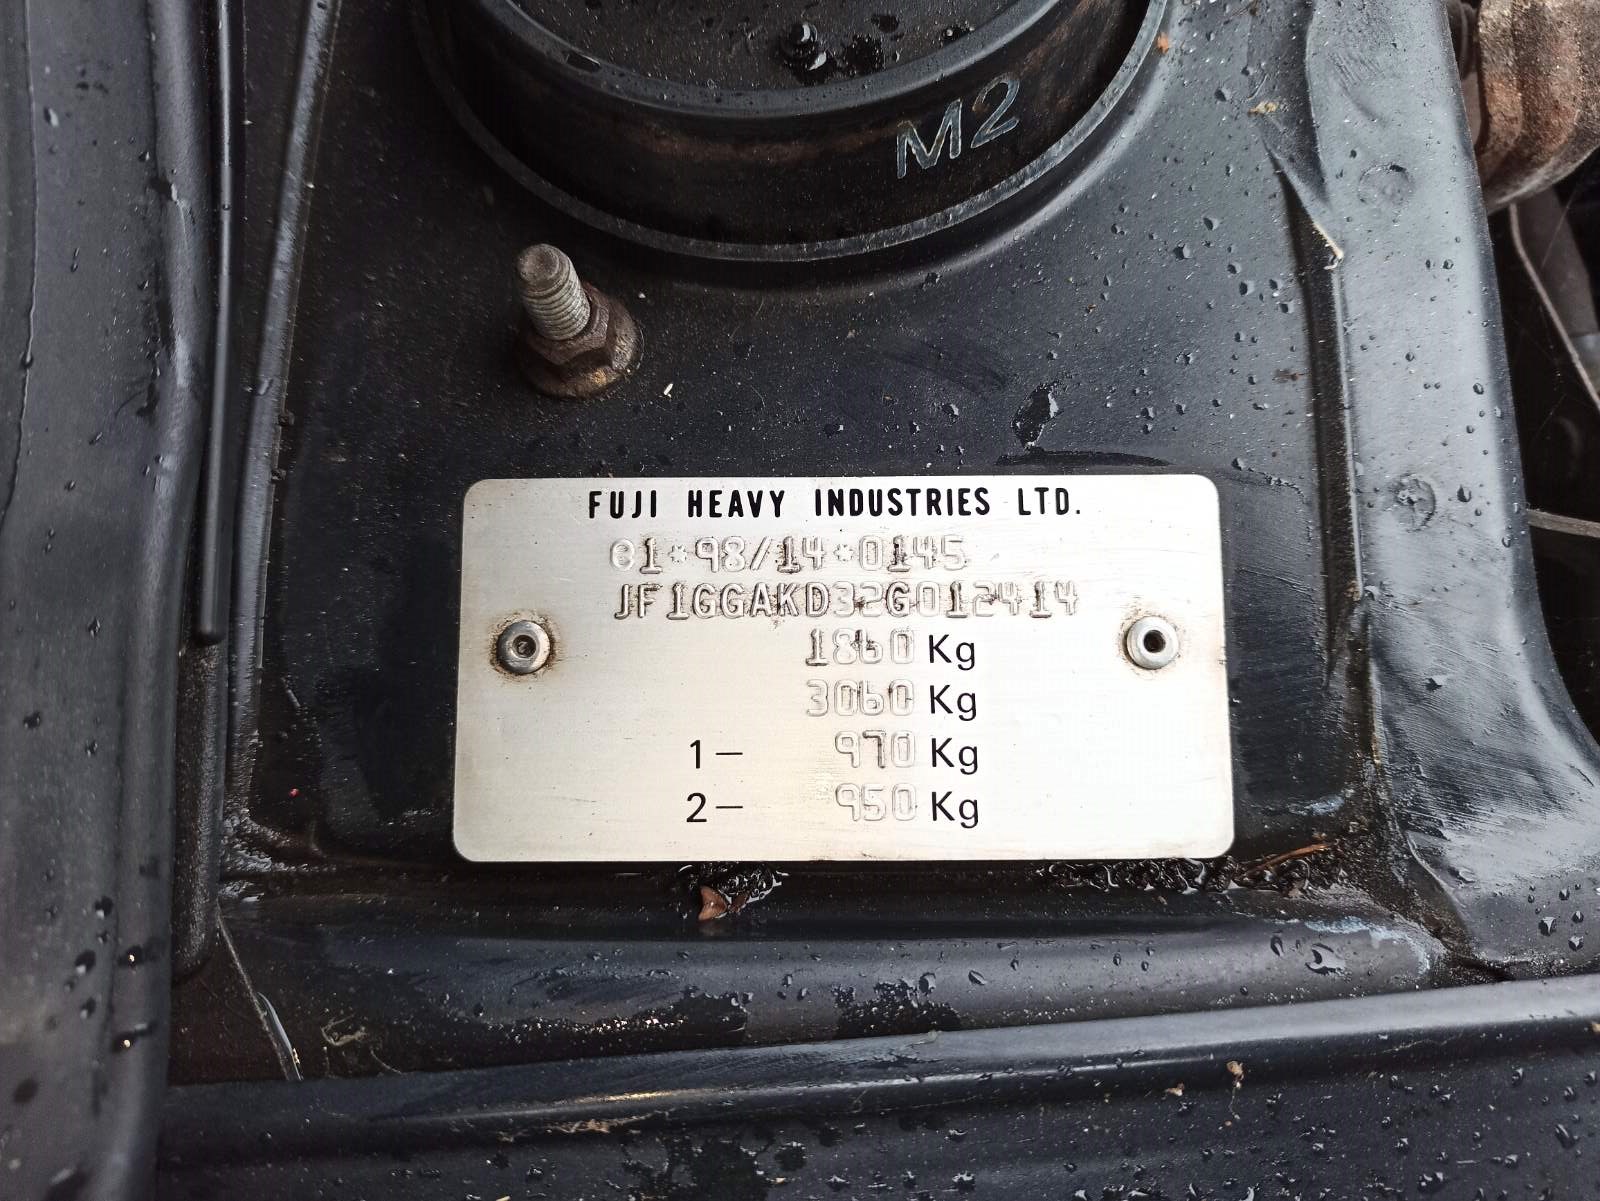 M2
FUJI HEAVY INDUSTRIES LTD.
e1*98/14*0145
JF1GGAKD32G012414
1860 Kg
3060 Kg
1— 970 Kg
2— 950 Kg